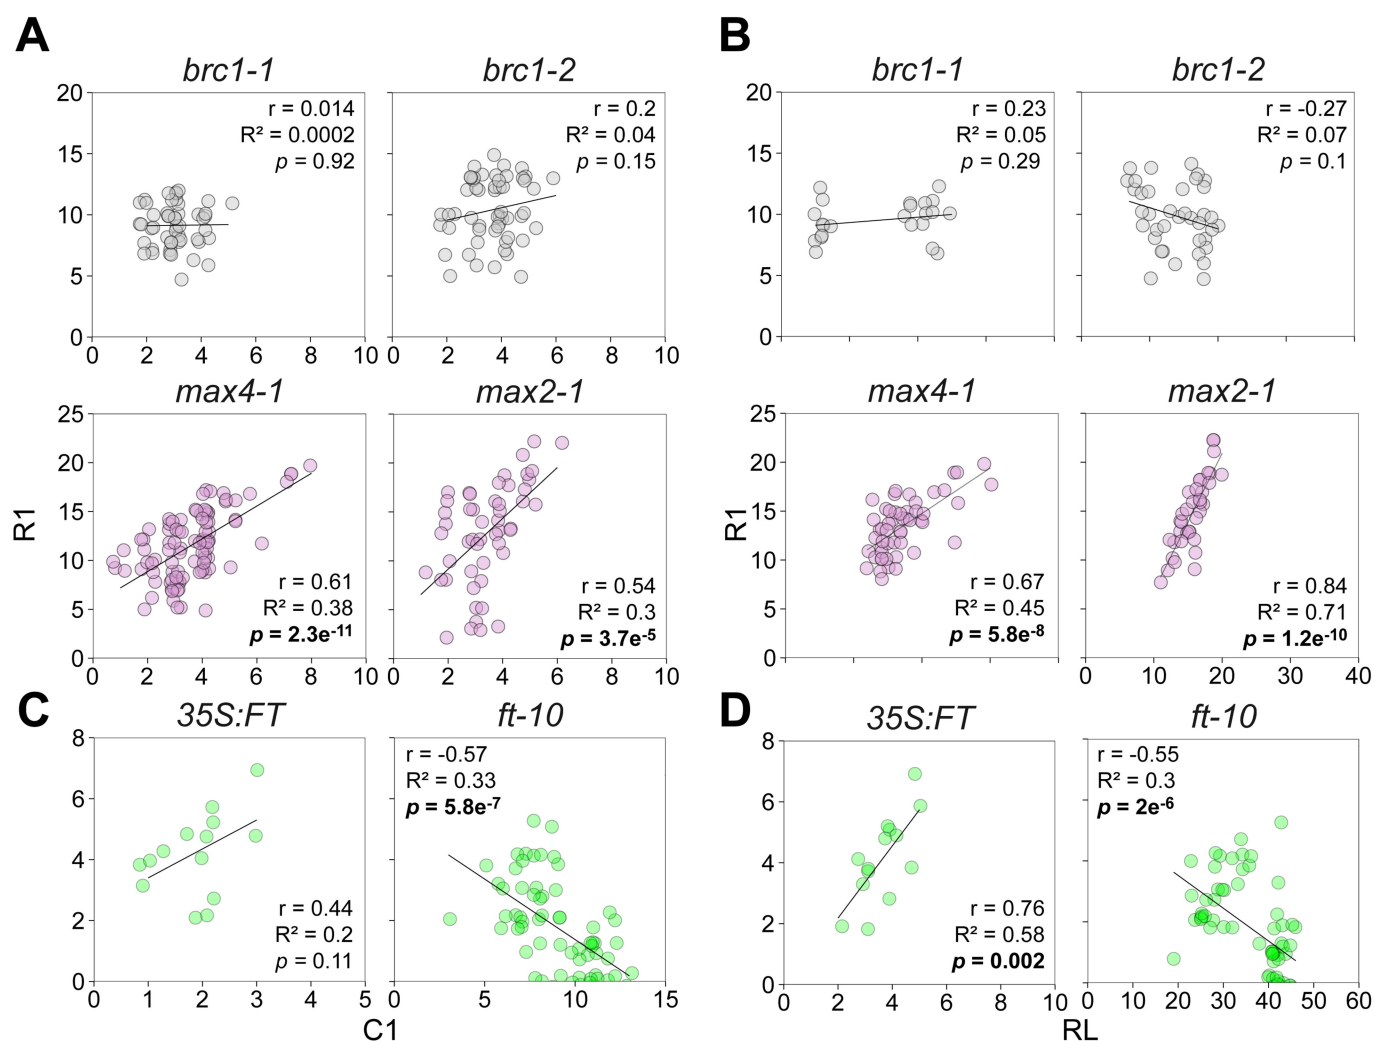 A
B
brc1-1
brc1-2
brc1-1
brc1-2
20
15
10
5
0
r = 0.014
R² = 0.0002
p = 0.92
0 2 4 6 8 10
r = 0.2
R² = 0.04
p = 0.15
0 2 4 6 8 10
20
15
10
5
0
r = 0.23
R² = 0.05
p = 0.29
r = -0.27
R² = 0.07
p = 0.1
max4-1
max2-1
max4-1
max2-1
R1
25
20
15
10
5
0
r = 0.61
R² = 0.38
p = 2.3e⁻¹¹
0 2 4 6 8 10
r = 0.54
R² = 0.3
p = 3.7e⁻⁵
0 2 4 6 8 10
R1
25
20
15
10
5
0
r = 0.67
R² = 0.45
p = 5.8e⁻⁸
r = 0.84
R² = 0.71
p = 1.2e⁻¹⁰
0 10 20 30 40
C
D
35S:FT
ft-10
35S:FT
ft-10
8
6
4
2
0
r = 0.44
R² = 0.2
p = 0.11
0 1 2 3 4 5
r = -0.57
R² = 0.33
p = 5.8e⁻⁷
0 5 10 15
C1
8
6
4
2
0
r = 0.76
R² = 0.58
p = 0.002
0 2 4 6 8 10
r = -0.55
R² = 0.3
p = 2e⁻⁶
0 10 20 30 40 50 60
RL